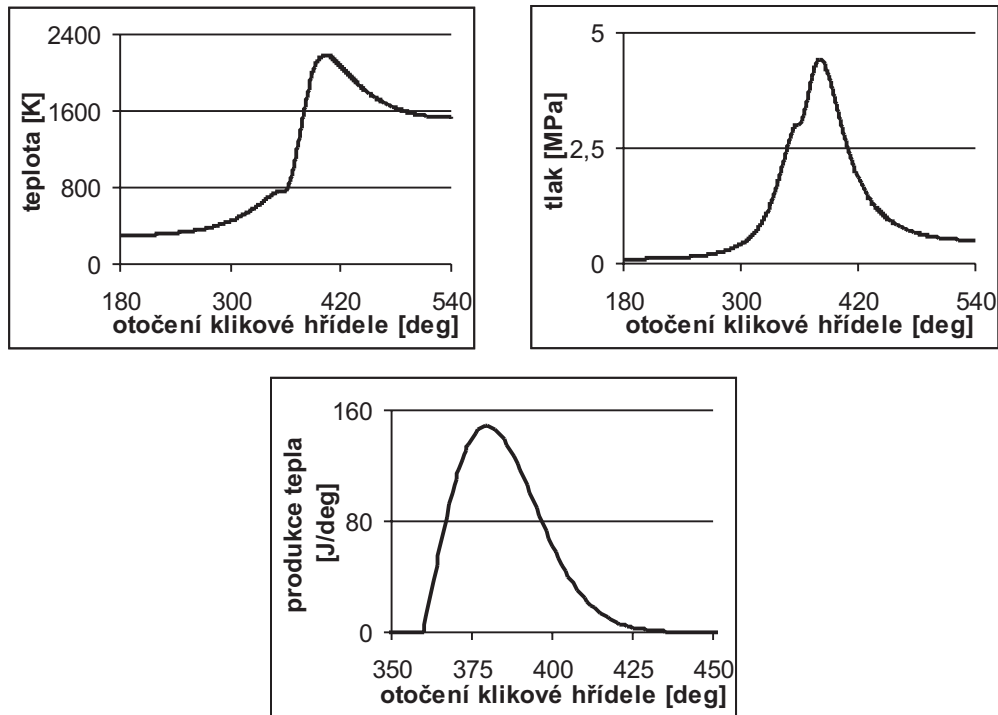 2400
1600
800
0
180 300 420 540
teplota [K]
otočení klikové hřídele [deg]
5
2,5
0
180 300 420 540
tlak [MPa]
otočení klikové hřídele [deg]
160
80
0
350 375 400 425 450
produkce tepla
[J/deg]
otočení klikové hřídele [deg]